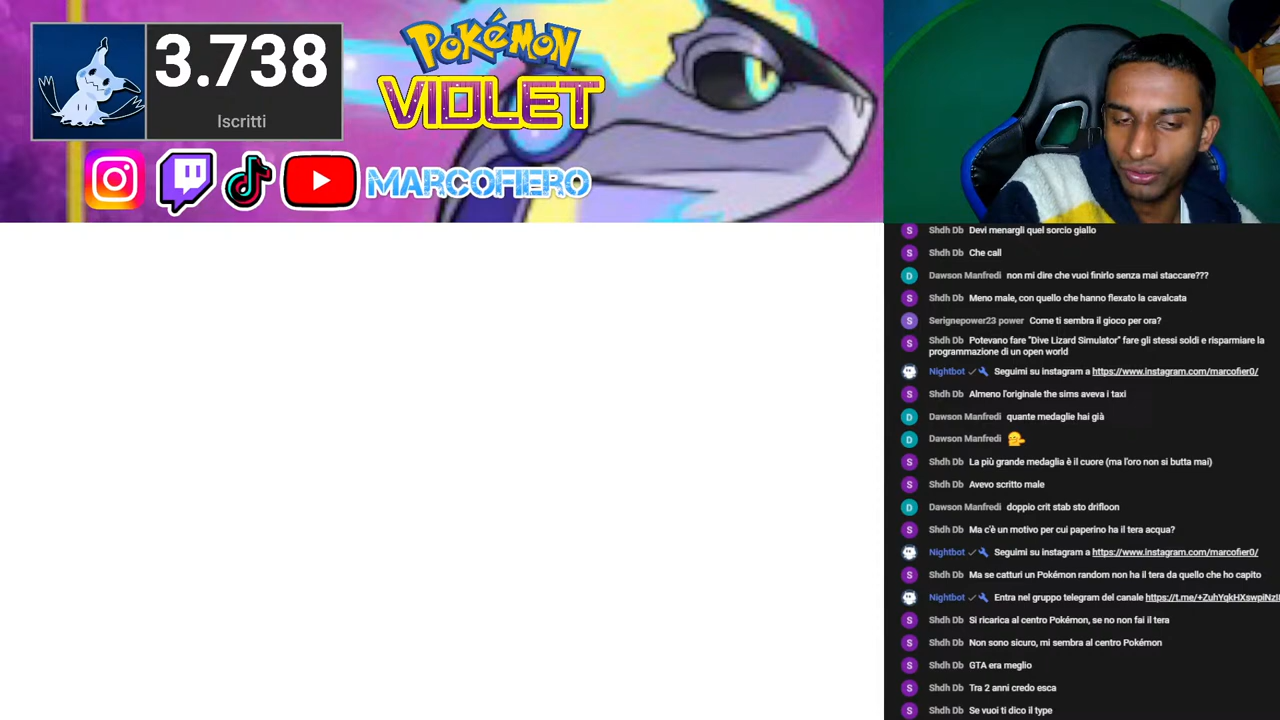 3.738
Iscritti
POKéMON
VIOLET
MARCOFIERO
Shdh Db Devi menargli quel sorcio giallo
Shdh Db Che call
Dawson Manfredi non mi dire che vuoi finirlo senza mai staccare???
Shdh Db Meno male, con quello che hanno flexato la cavalcata
Serignepower23 power Come ti sembra il gioco per ora?
Shdh Db Potevano fare "Dive Lizard Simulator" fare gli stessi soldi e risparmiare la
programmazione di un open world
Nightbot Seguimi su instagram a https://www.instagram.com/marcofier0/
Shdh Db Almeno l'originale the sims aveva i taxi
Dawson Manfredi quante medaglie hai già
Dawson Manfredi
Shdh Db La più grande medaglia è il cuore (ma l'oro non si butta mai)
Shdh Db Avevo scritto male
Dawson Manfredi doppio crit stab sto drifloon
Shdh Db Ma c'è un motivo per cui paperino ha il tera acqua?
Nightbot Seguimi su instagram a https://www.instagram.com/marcofier0/
Shdh Db Ma se catturi un Pokémon random non ha il tera da quello che ho capito
Nightbot Entra nel gruppo telegram del canale
Shdh Db Si ricarica al centro Pokémon, se no non fai il tera
Shdh Db Non sono sicuro, mi sembra al centro Pokémon
Shdh Db GTA era meglio
Shdh Db Tra 2 anni credo esca
Shdh Db Se vuoi ti dico il type